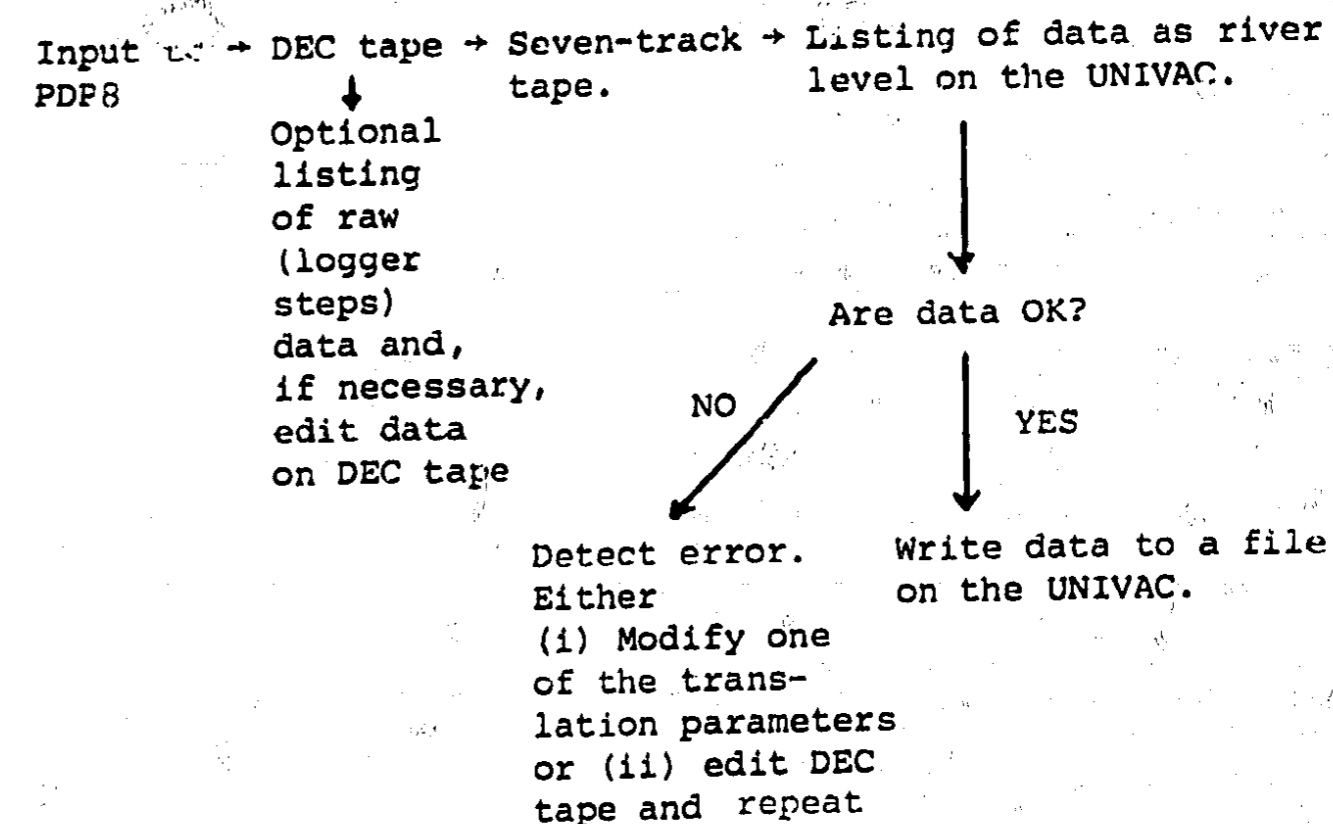 Input → DEC tape → Seven-track → Listing of data as river
PDP8
tape.
level on the UNIVAC.
Optional
listing
of raw
(logger
steps)
data and,
if necessary,
edit data
on DEC tape
Are data OK?
NO
YES
Detect error.
Either
(i) Modify one
of the trans-
lation parameters
or (ii) edit DEC
tape and repeat
Write data to a file
on the UNIVAC.